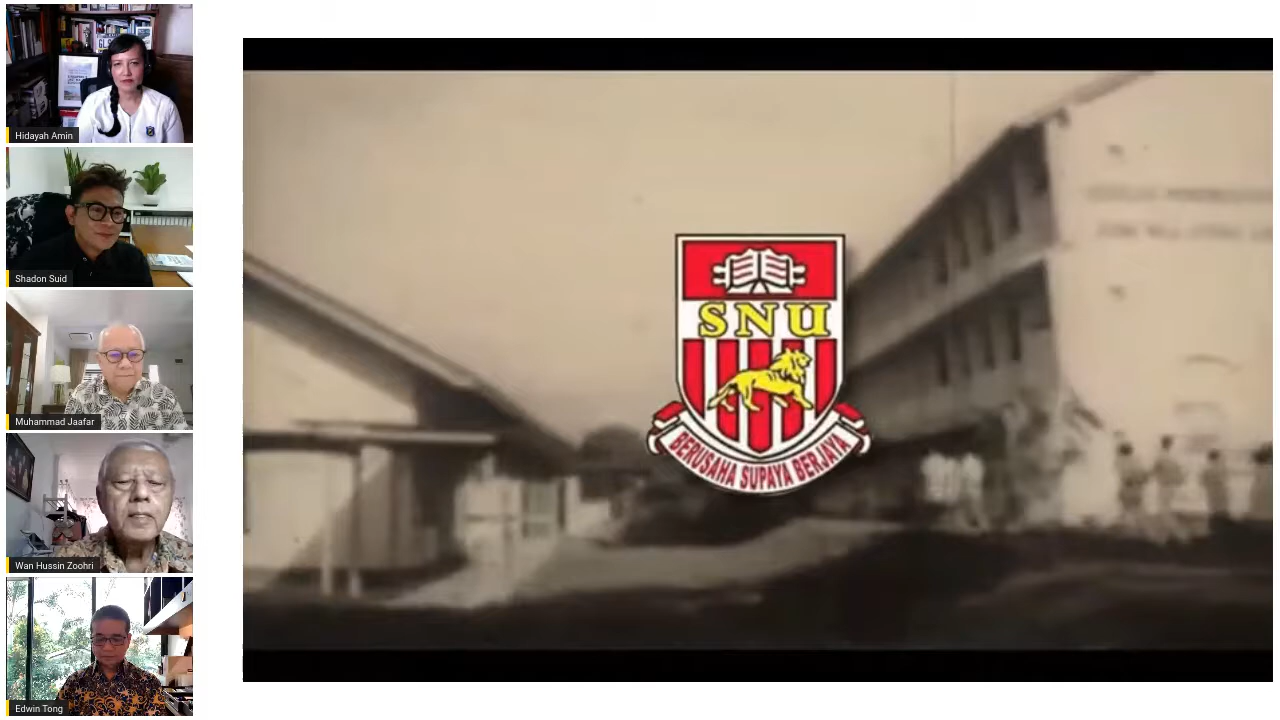 Hidayah Amin
Shadon Suid
Muhammad Jaafar
Wan Hussin Zoohri
Edwin Tong
SNU
BERUSAHA SUPAYA BERJAYA